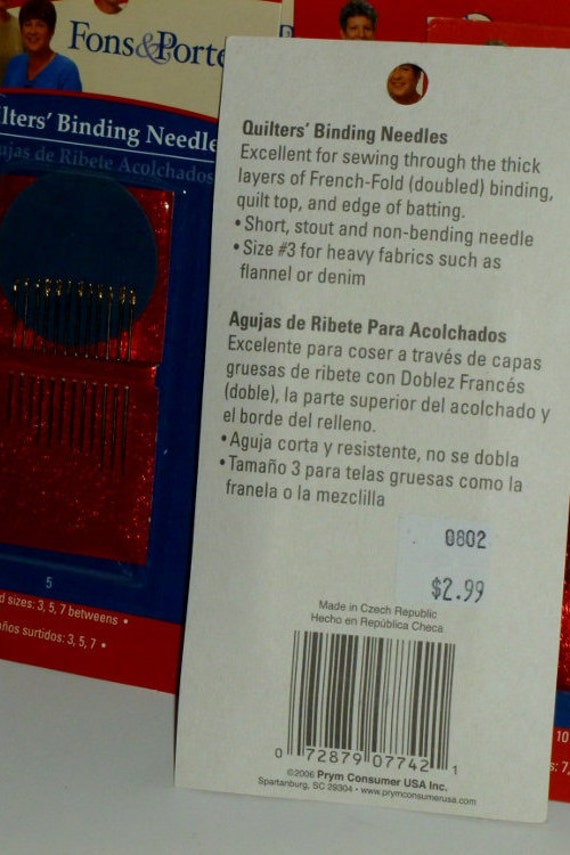 Fons&Porte
lters' Binding Needle
ujas de Ribete Acolchados
5
d sizes: 3, 5, 7 betweens •
ños surtidos: 3, 5, 7 •
Quilters' Binding Needles
Excellent for sewing through the thick
layers of French-Fold (doubled) binding,
quilt top, and edge of batting.
• Short, stout and non-bending needle
• Size #3 for heavy fabrics such as
flannel or denim
Agujas de Ribete Para Acolchados
Excelente para coser a través de capas
gruesas de ribete con Doblez Francés
(doble), la parte superior del acolchado y
el borde del relleno.
• Aguja corta y resistente, no se dobla
• Tamaño 3 para telas gruesas como la
franela o la mezclilla
0802
$2.99
Made in Czech Republic
Hecho en República Checa
0 72879 07742 1
©2006 Prym Consumer USA Inc.
Spartanburg, SC 29304 • www.prymconsumerusa.com
10
s: 7,